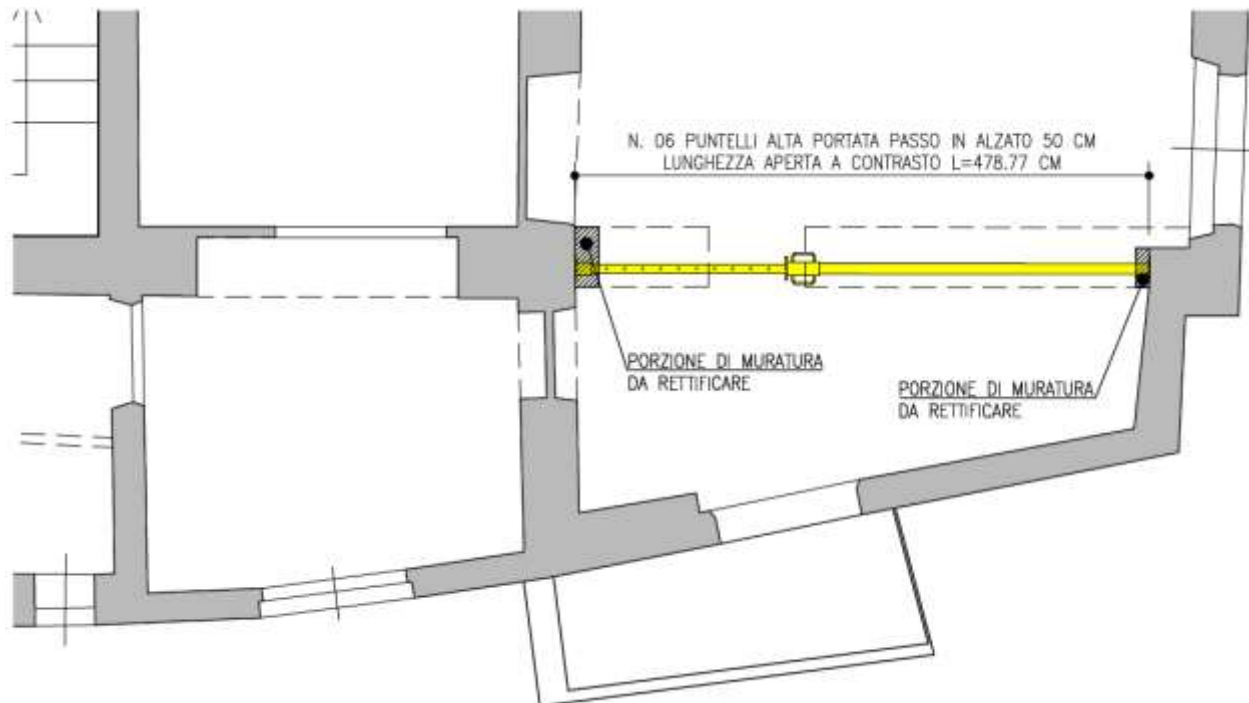 N. 06 PUNTELLI ALTA PORTATA PASSO IN ALZATO 50 CM
LUNGHEZZA APERTA A CONTRASTO L=478.77 CM
PORZIONE DI MURATURA
DA RETTIFICARE
PORZIONE DI MURATURA
DA RETTIFICARE